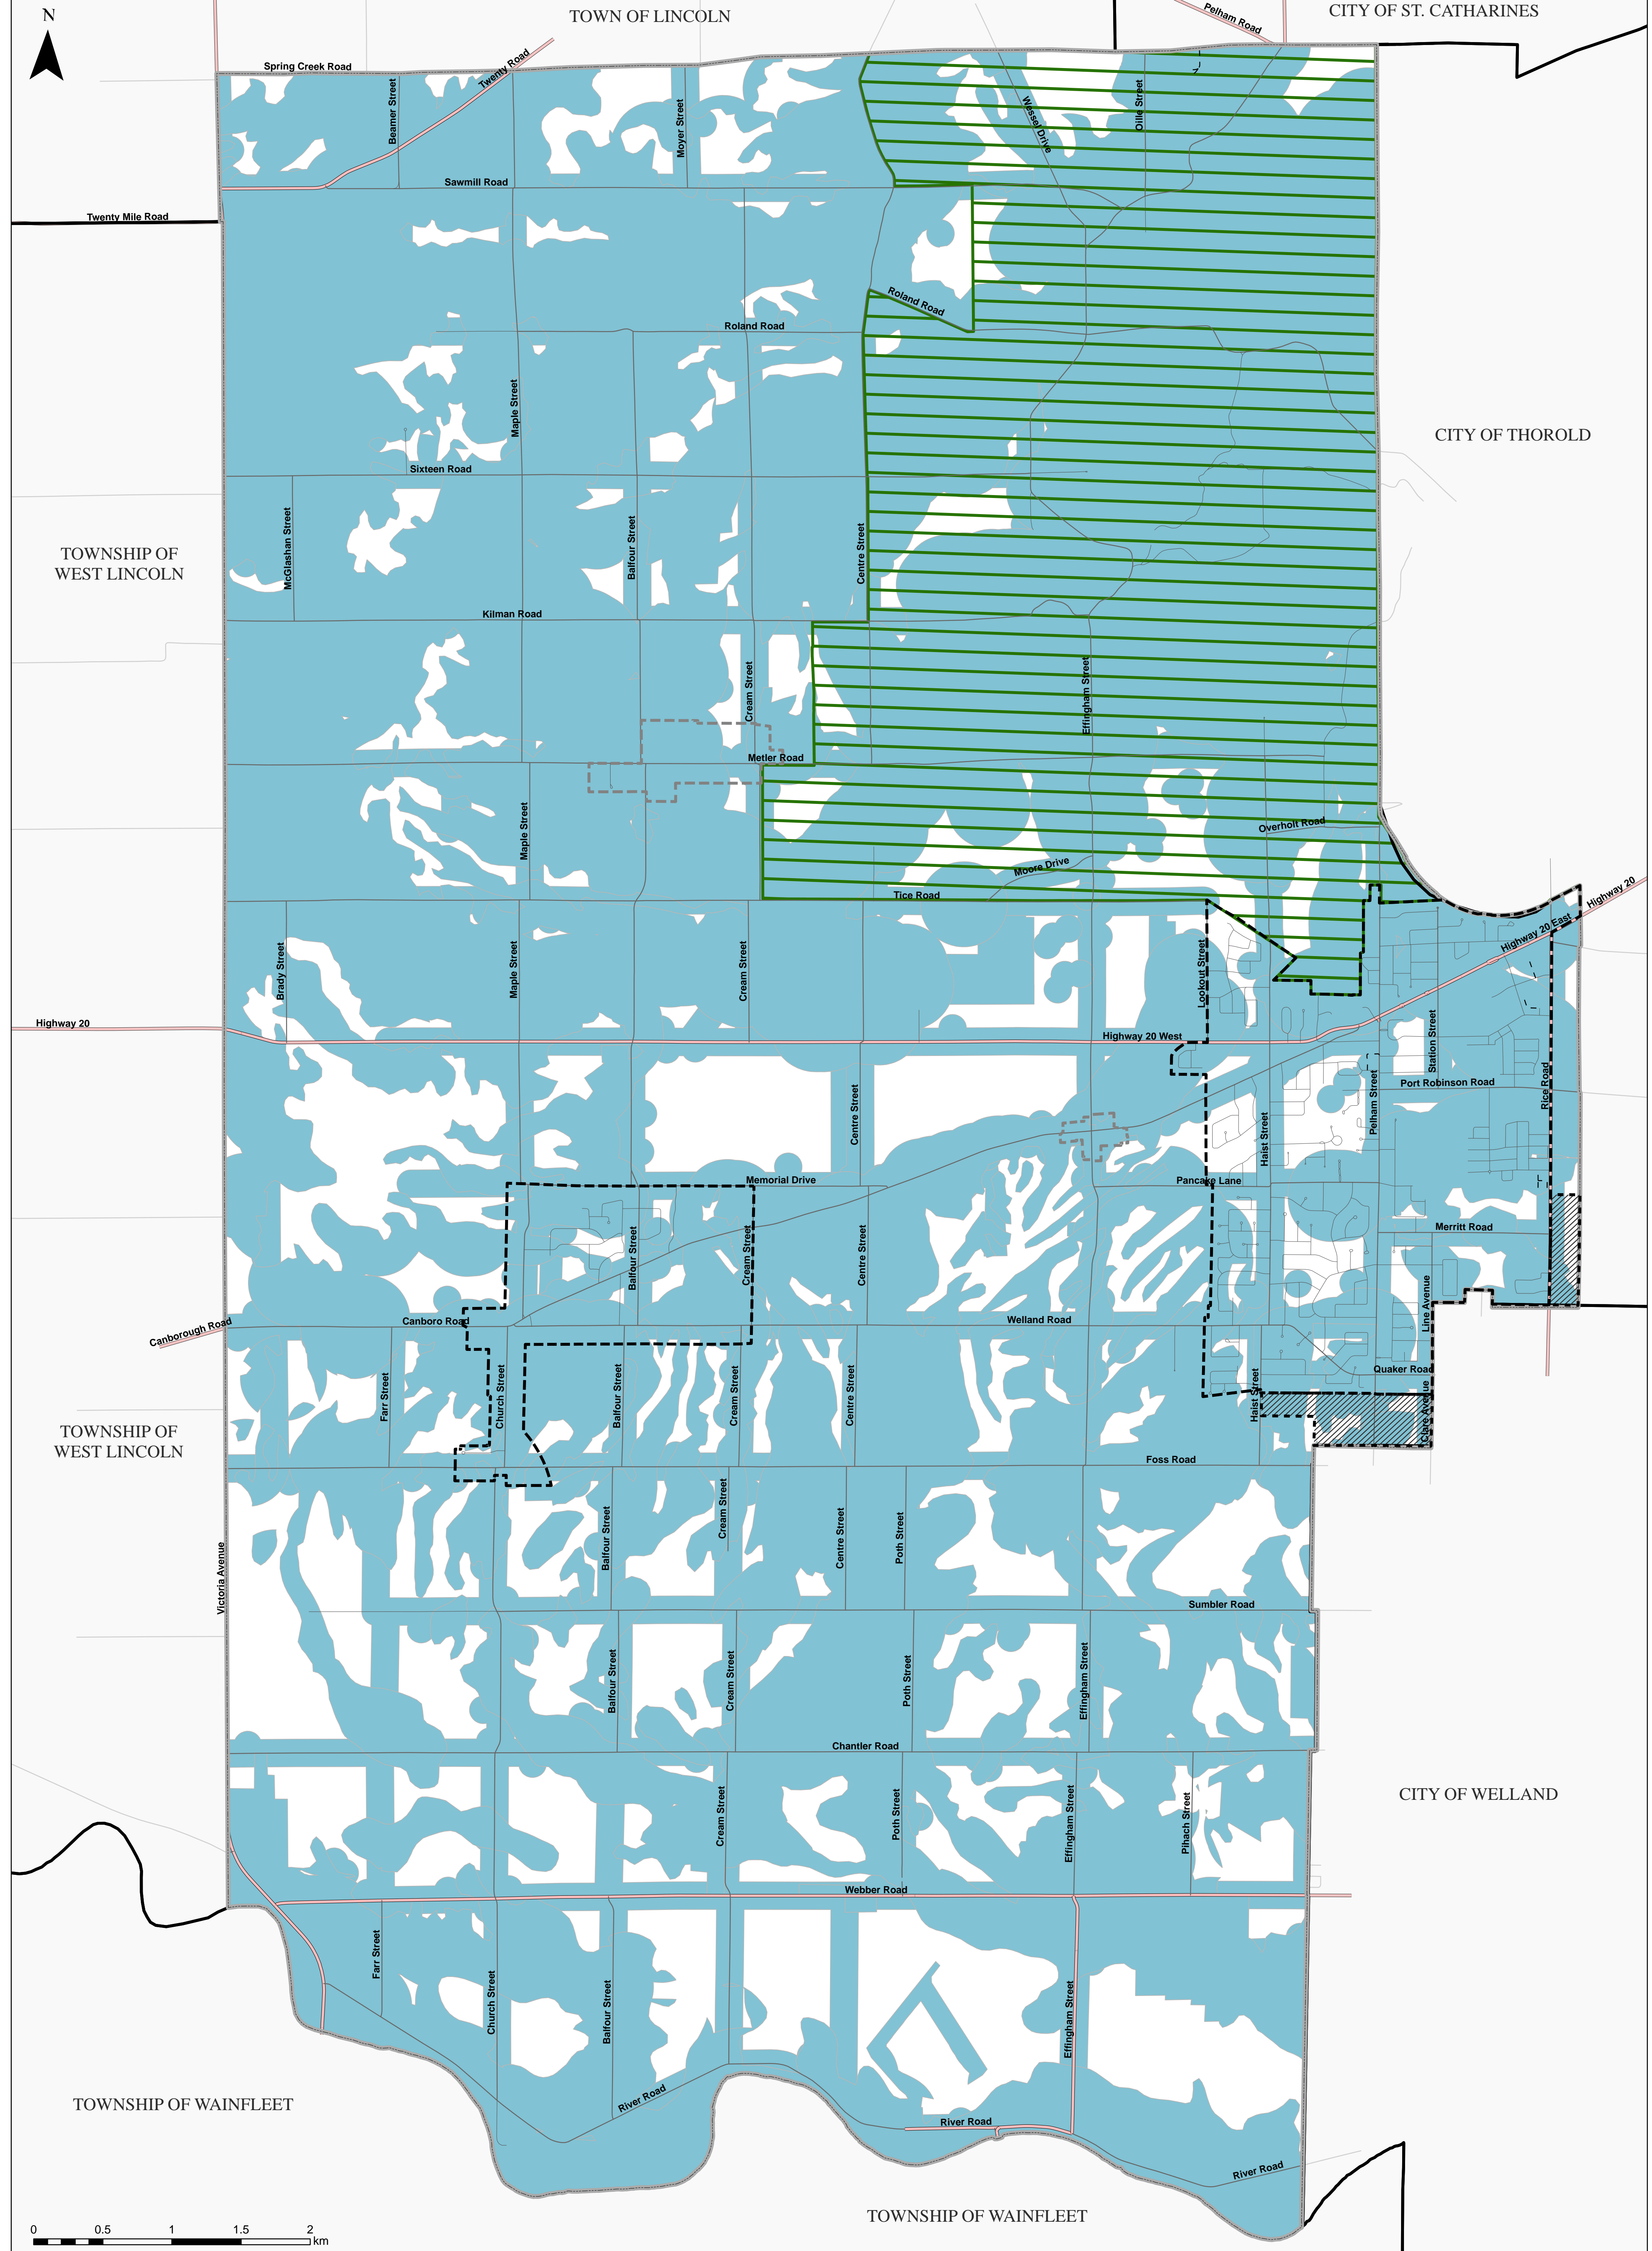 N
TOWN OF LINCOLN
Pelham Road
CITY OF ST. CATHARINES
Spring Creek Road
Twenty Road
Beamer Street
Moyer Street
Wessel Drive
Oille Street
Sawmill Road
Twenty Mile Road
Roland Road
Roland Road
Maple Street
CITY OF THOROLD
Sixteen Road
McGlashan Street
Balfour Street
Centre Street
TOWNSHIP OF
WEST LINCOLN
Kilman Road
Cream Street
Effingham Street
Metler Road
Maple Street
Overholt Road
Moore Drive
Tice Road
Highway 20
Highway 20 East
Brady Street
Maple Street
Cream Street
Lookout Street
Highway 20
Highway 20 West
Station Street
Port Robinson Road
Rice Road
Pelham Street
Centre Street
Haist Street
Memorial Drive
Pancake Lane
Merritt Road
Balfour Street
Cream Street
Centre Street
Line Avenue
Canborough Road
Canboro Road
Welland Road
Quaker Road
Farr Street
Church Street
Balfour Street
Cream Street
Centre Street
Haist Street
Clare Avenue
TOWNSHIP OF
WEST LINCOLN
Foss Road
Victoria Avenue
Balfour Street
Cream Street
Centre Street
Poth Street
Sumbler Road
Balfour Street
Cream Street
Poth Street
Effingham Street
Chantler Road
CITY OF WELLAND
Cream Street
Poth Street
Effingham Street
Pihach Street
Webber Road
Farr Street
Church Street
Balfour Street
Effingham Street
River Road
River Road
River Road
TOWNSHIP OF WAINFLEET
TOWNSHIP OF WAINFLEET
0 0.5 1 1.5 2
km